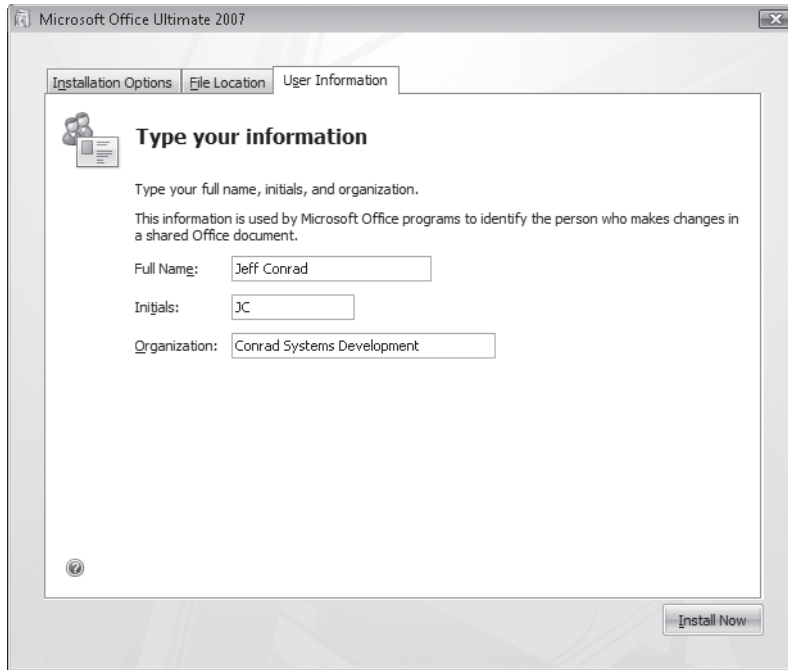 Microsoft Office Ultimate 2007
Installation Options File Location User Information
Type your information
Type your full name, initials, and organization.
This information is used by Microsoft Office programs to identify the person who makes changes in
a shared Office document.
Full Name: Jeff Conrad
Initials: JC
Organization: Conrad Systems Development
Install Now